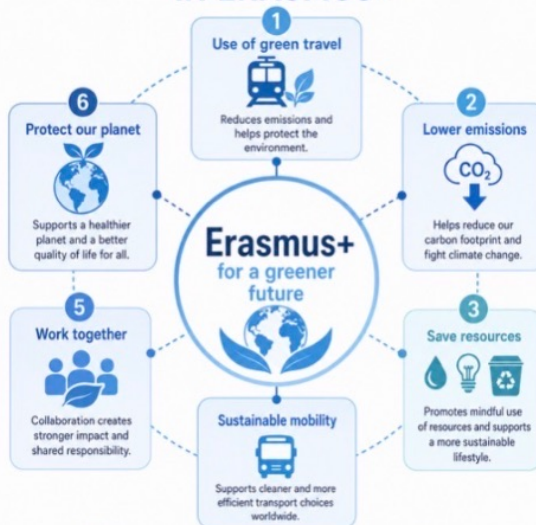 1
Use of green travel
Reduces emissions and
helps protect the
environment.
2
Lower emissions
CO₂
Helps reduce our
carbon footprint and
fight climate change.
3
Save resources
Promotes mindful use
of resources and supports
a more sustainable
lifestyle.
Sustainable mobility
Supports cleaner and more
efficient transport choices
worldwide.
5
Work together
Collaboration creates
stronger impact and
shared responsibility.
6
Protect our planet
Supports a healthier
planet and a better
quality of life for all.
Erasmus+
for a greener
future